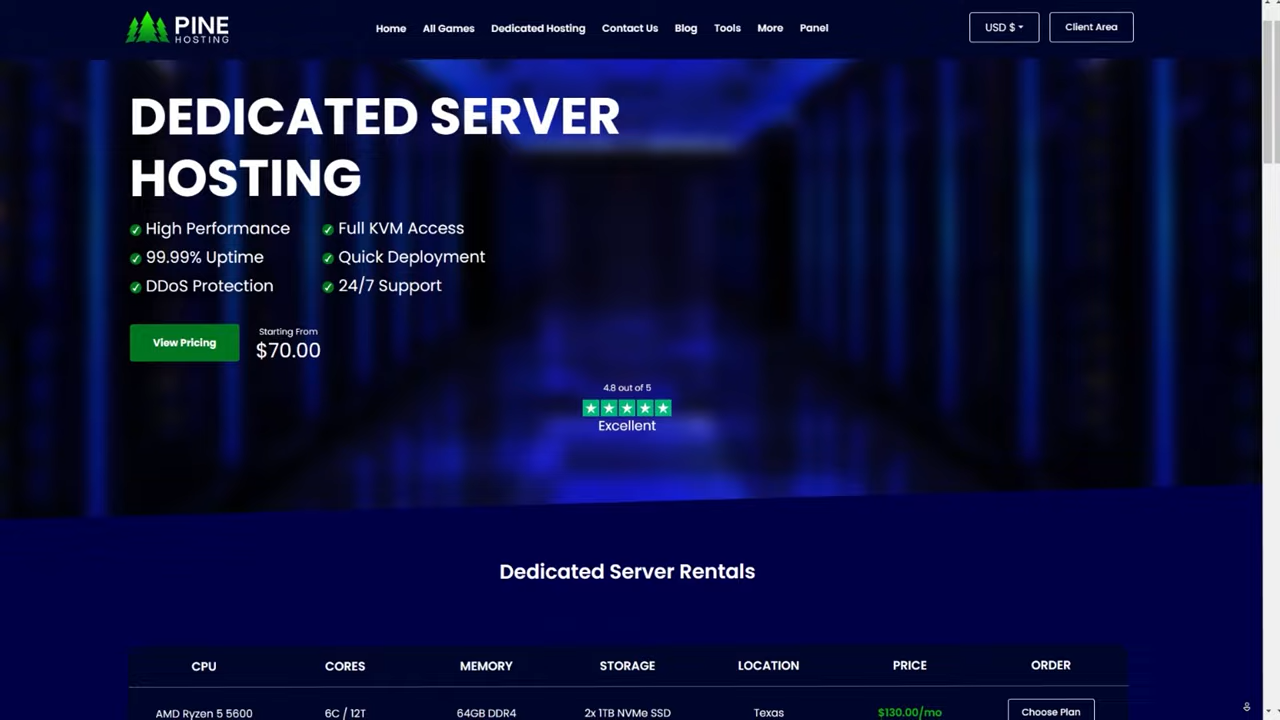 PINE
HOSTING
Home All Games Dedicated Hosting Contact Us Blog Tools More Panel
USD $ Client Area
DEDICATED SERVER
HOSTING
High Performance Full KVM Access
99.99% Uptime Quick Deployment
DDoS Protection 24/7 Support
View Pricing
Starting From
$70.00
4.8 out of 5
Excellent
Dedicated Server Rentals
CPU CORES MEMORY STORAGE LOCATION PRICE ORDER
AMD Ryzen 5 5600 6C / 12T 64GB DDR4 2x 1TB NVMe SSD Texas $130.00/mo Choose Plan